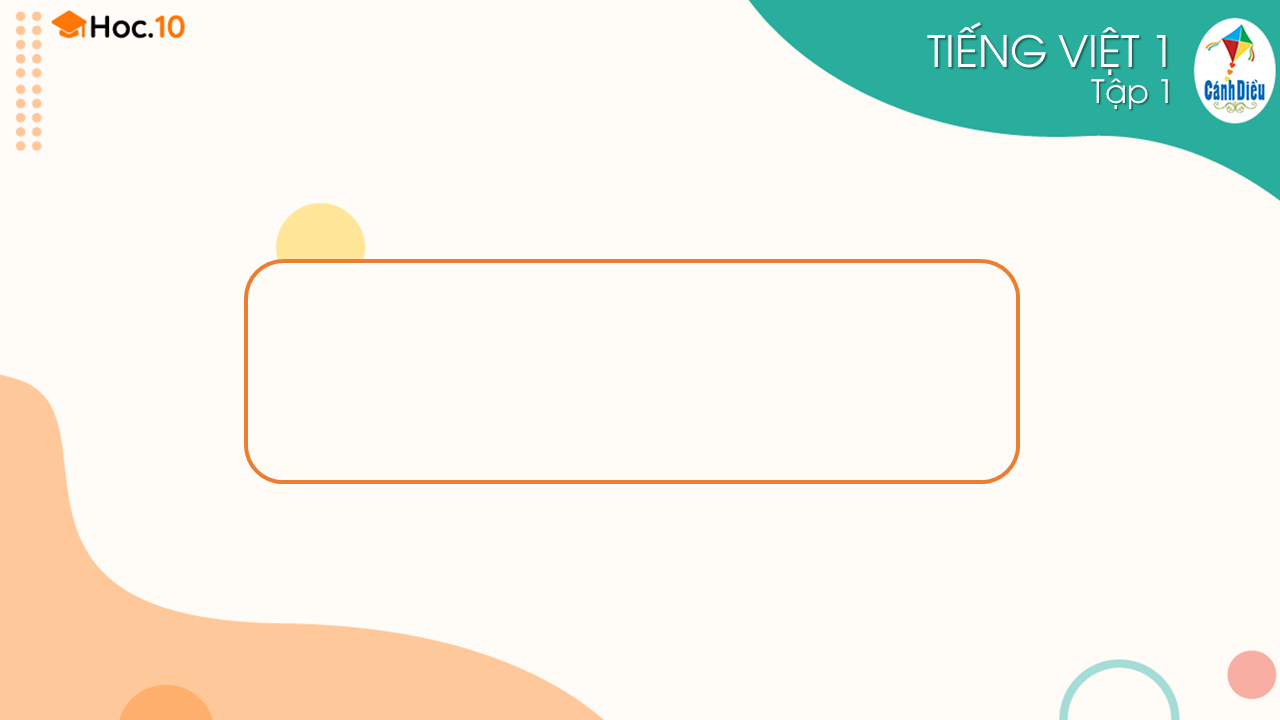 Hoc.10
TIẾNG VIỆT 1
Tập 1
Cánh Diều